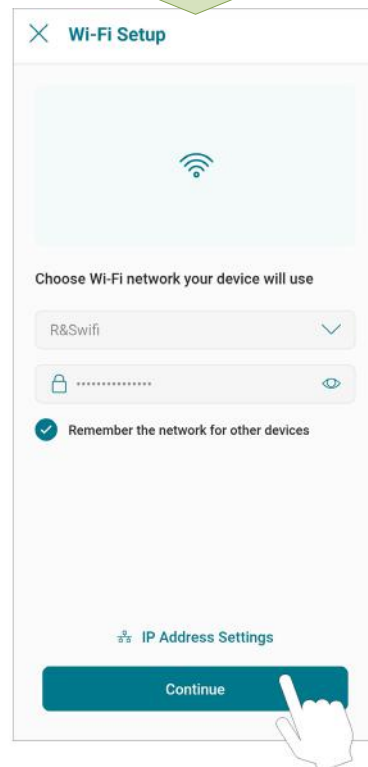 Wi-Fi Setup
Choose Wi-Fi network your device will use
R&Swifi
•••••••••••••••
Remember the network for other devices
IP Address Settings
Continue